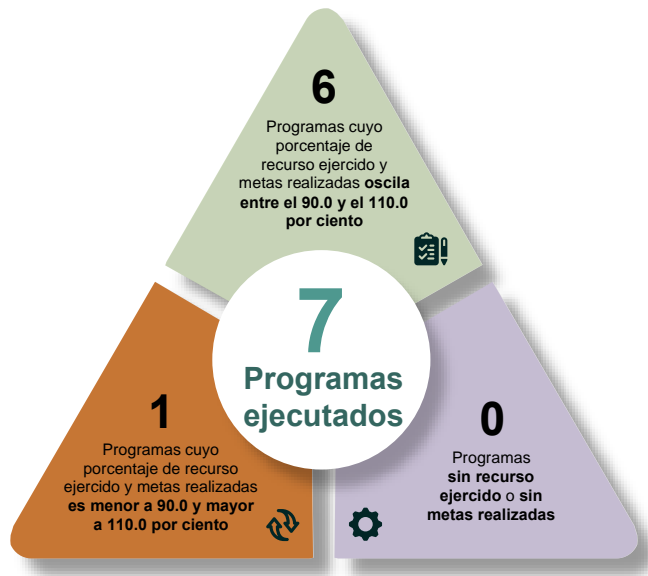 6
Programas cuyo
porcentaje de
recurso ejercido y
metas realizadas oscila
entre el 90.0 y el 110.0
por ciento
7
Programas
ejecutados
1
Programas cuyo
porcentaje de recurso
ejercido y metas realizadas
es menor a 90.0 y mayor
a 110.0 por ciento
0
Programas
sin recurso
ejercido o sin
metas realizadas